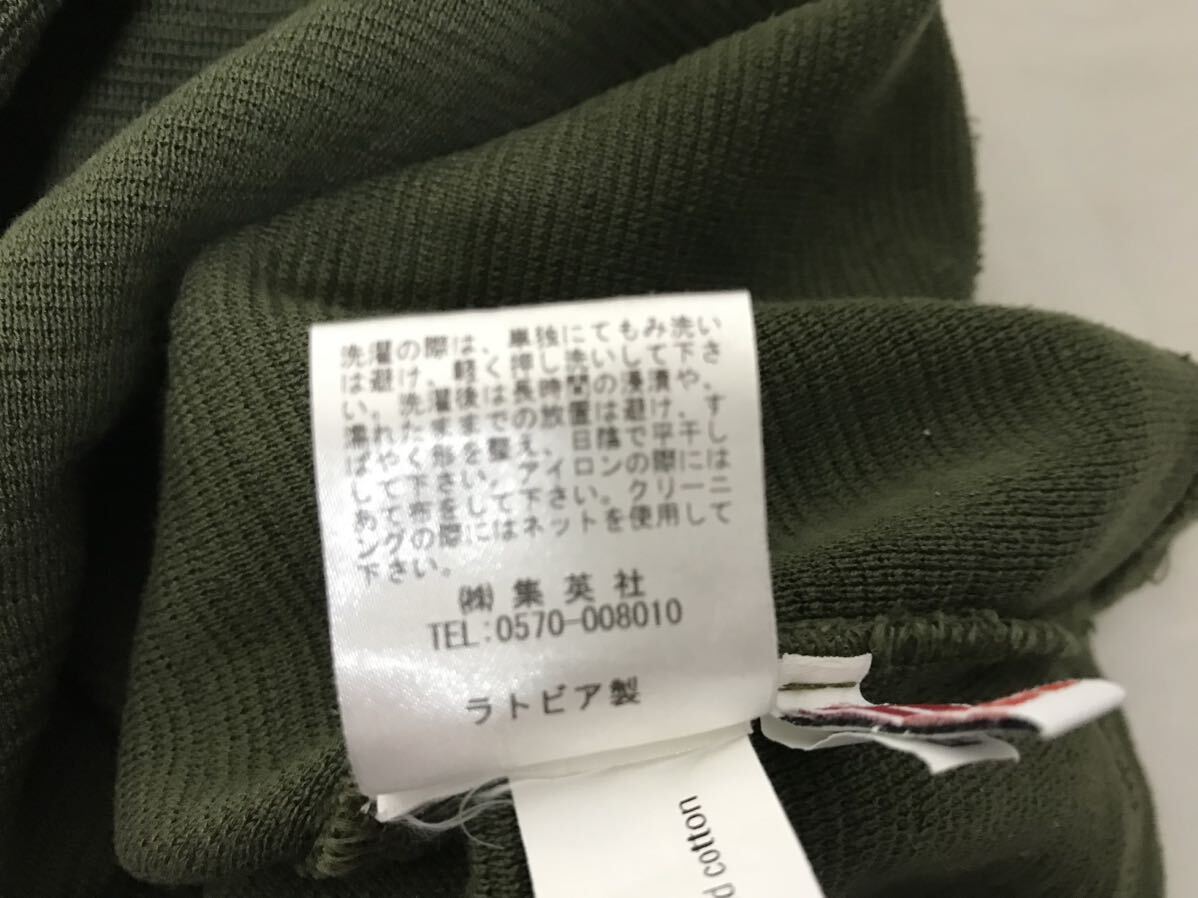 洗濯の際は、単独にてもみ洗い
は避け、軽く押し洗いして下さ
い。洗濯後は長時間の浸漬や、
濡れたままでの放置は避け、す
ばやく形を整え、日陰で平干し
して下さい。アイロンの際には
あて布をして下さい。クリーニ
ングの際にはネットを使用して
下さい。
㈱ 集英社
TEL:0570-008010
ラトビア製
d cotton